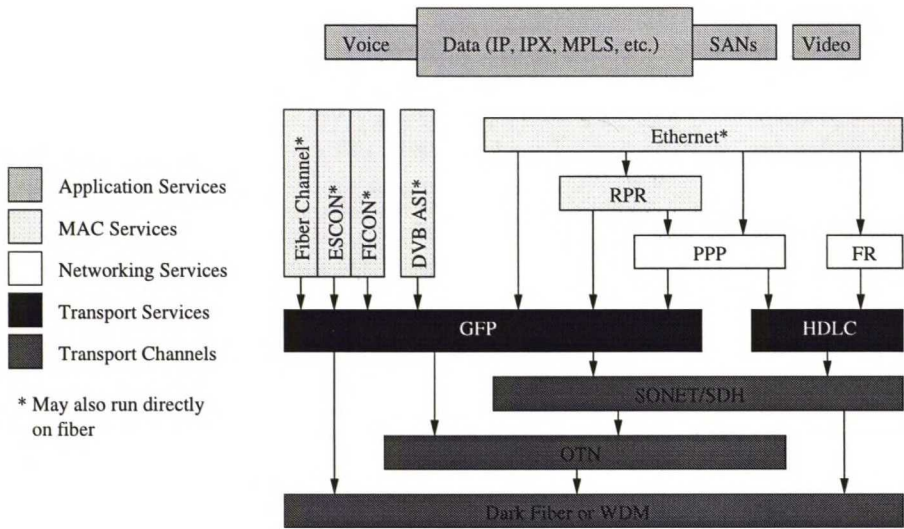 Voice
Data (IP, IPX, MPLS, etc.)
SANs
Video
Ethernet*
Fiber Channel*
ESCON*
FICON*
DVB ASI*
RPR
PPP
FR
GFP
HDLC
SONET/SDH
OTN
Dark Fiber or WDM
Application Services
MAC Services
Networking Services
Transport Services
Transport Channels
* May also run directly
on fiber